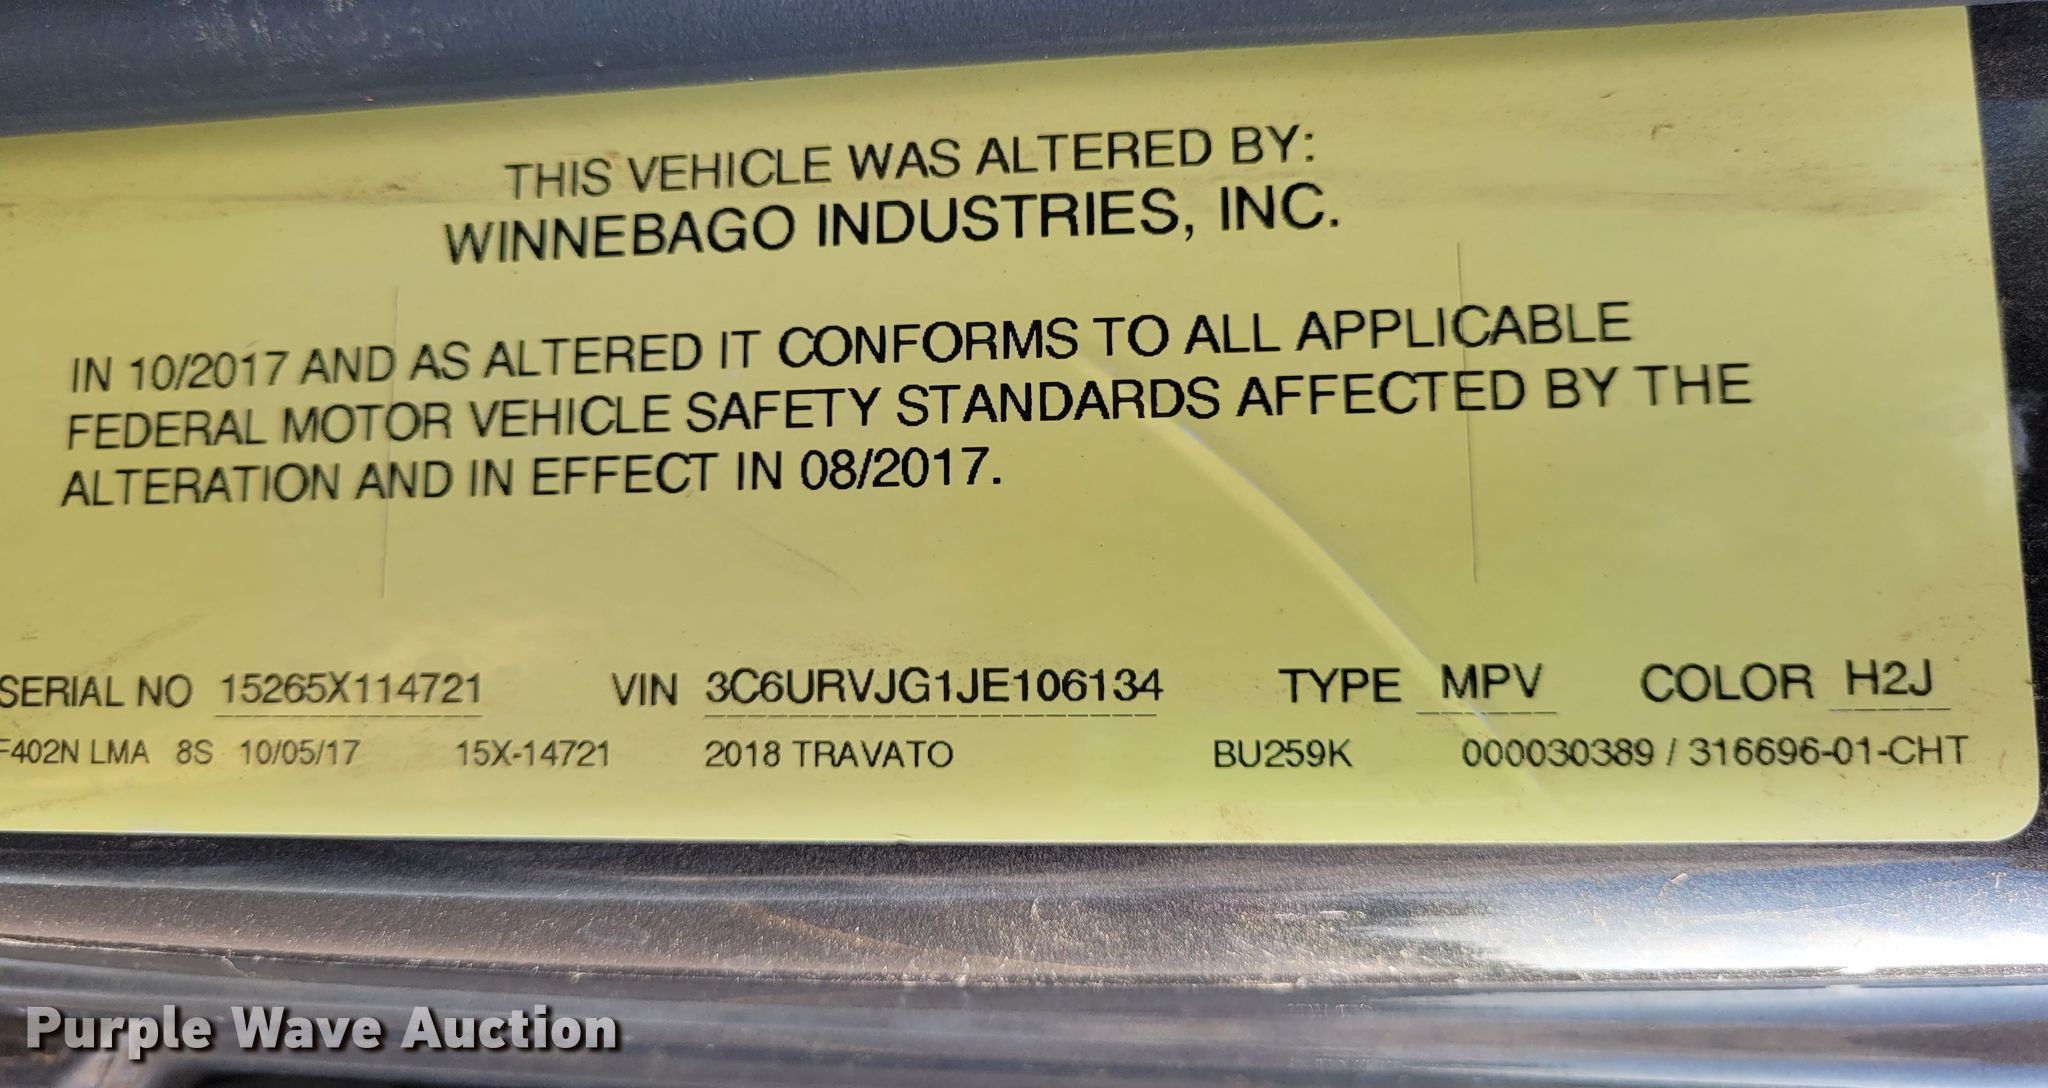 THIS VEHICLE WAS ALTERED BY:
WINNEBAGO INDUSTRIES, INC.
IN 10/2017 AND AS ALTERED IT CONFORMS TO ALL APPLICABLE
FEDERAL MOTOR VEHICLE SAFETY STANDARDS AFFECTED BY THE
ALTERATION AND IN EFFECT IN 08/2017.
SERIAL NO 15265X114721 VIN 3C6URVJG1JE106134 TYPE MPV COLOR H2J
F402N LMA 8S 10/05/17 15X-14721 2018 TRAVATO BU259K 000030389 / 316696-01-CHT
Purple Wave Auction